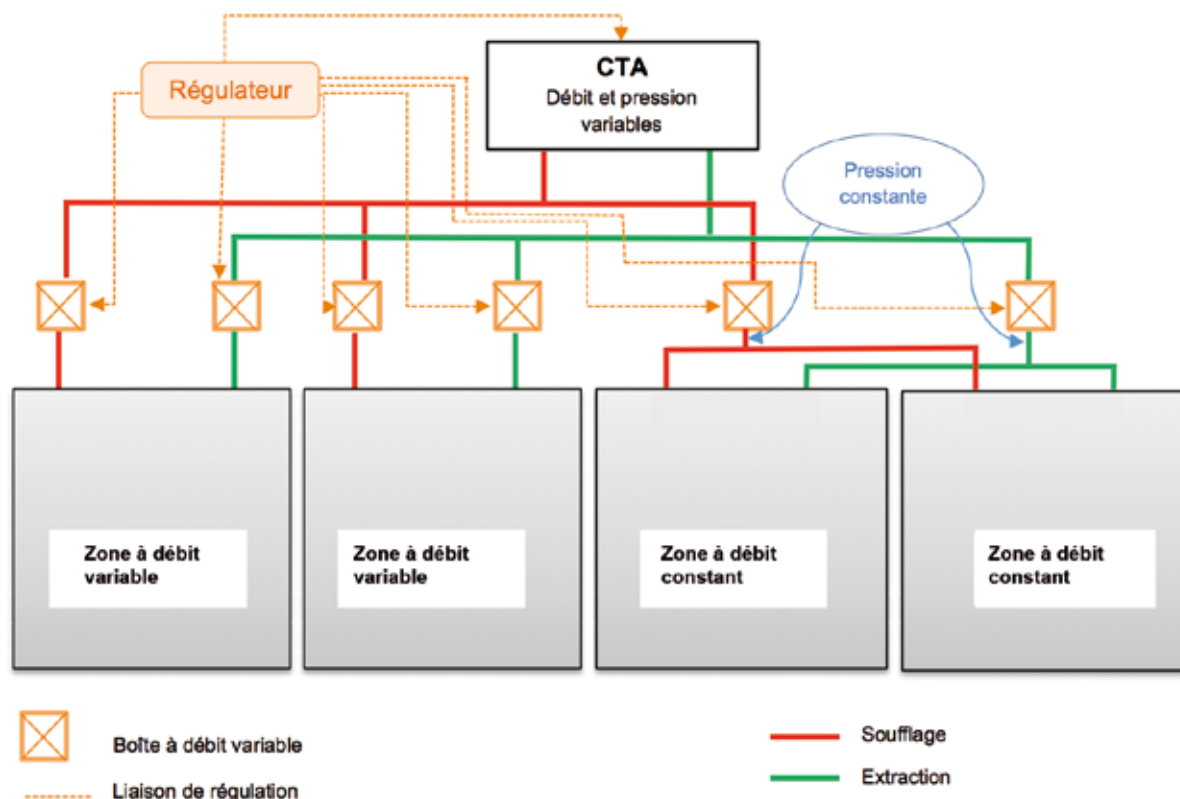 CTA
Débit et pression
variables
Régulateur
Pression
constante
Zone à débit
variable
Zone à débit
variable
Zone à débit
constant
Zone à débit
constant
Boîte à débit variable
Soufflage
Liaison de régulation
Extraction